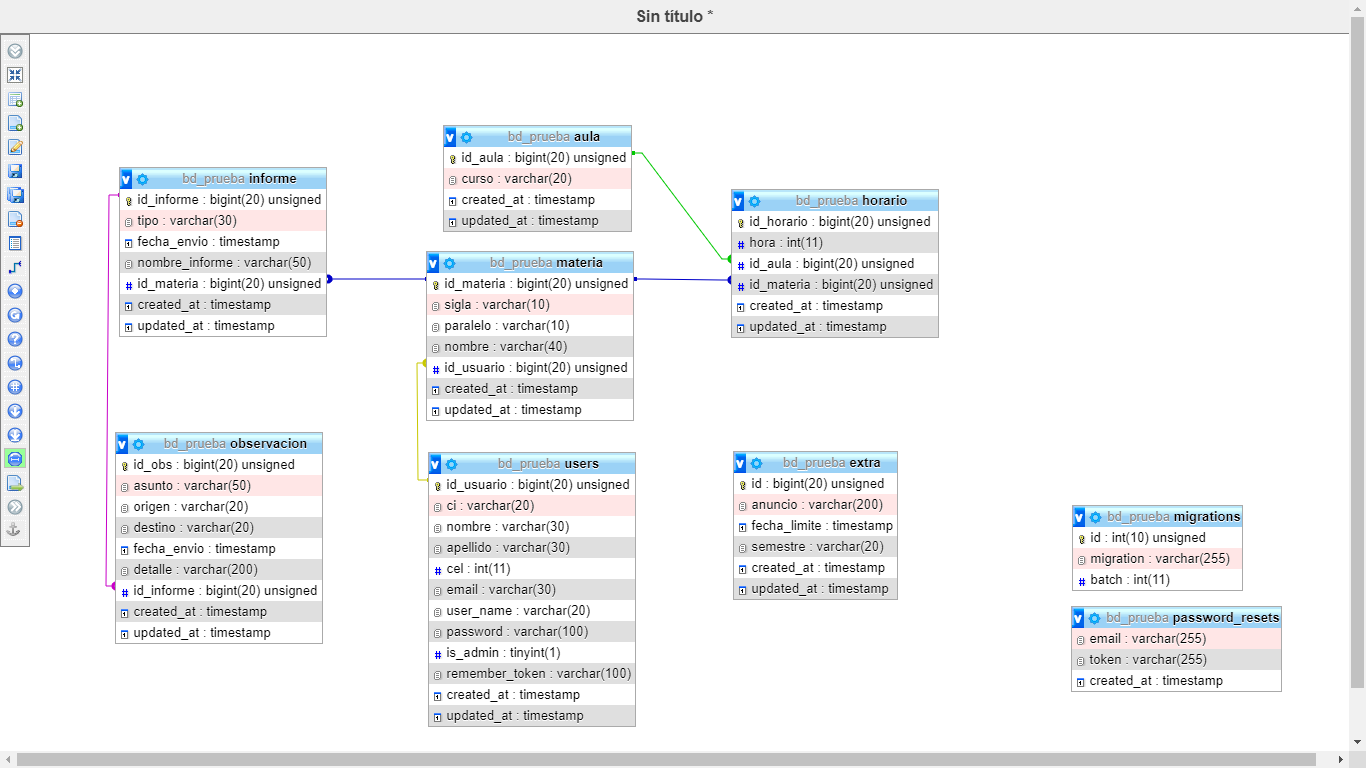 Sin título *
bd_prueba aula
id_aula : bigint(20) unsigned
curso : varchar(20)
created_at : timestamp
updated_at : timestamp
bd_prueba informe
id_informe : bigint(20) unsigned
tipo : varchar(30)
fecha_envio : timestamp
nombre_informe : varchar(50)
id_materia : bigint(20) unsigned
created_at : timestamp
updated_at : timestamp
bd_prueba horario
id_horario : bigint(20) unsigned
hora : int(11)
id_aula : bigint(20) unsigned
id_materia : bigint(20) unsigned
created_at : timestamp
updated_at : timestamp
bd_prueba materia
id_materia : bigint(20) unsigned
sigla : varchar(10)
paralelo : varchar(10)
nombre : varchar(40)
id_usuario : bigint(20) unsigned
created_at : timestamp
updated_at : timestamp
bd_prueba observacion
id_obs : bigint(20) unsigned
asunto : varchar(50)
origen : varchar(20)
destino : varchar(20)
fecha_envio : timestamp
detalle : varchar(200)
id_informe : bigint(20) unsigned
created_at : timestamp
updated_at : timestamp
bd_prueba users
id_usuario : bigint(20) unsigned
ci : varchar(20)
nombre : varchar(30)
apellido : varchar(30)
cel : int(11)
email : varchar(30)
user_name : varchar(20)
password : varchar(100)
is_admin : tinyint(1)
remember_token : varchar(100)
created_at : timestamp
updated_at : timestamp
bd_prueba extra
id : bigint(20) unsigned
anuncio : varchar(200)
fecha_limite : timestamp
semestre : varchar(20)
created_at : timestamp
updated_at : timestamp
bd_prueba migrations
id : int(10) unsigned
migration : varchar(255)
batch : int(11)
bd_prueba password_resets
email : varchar(255)
token : varchar(255)
created_at : timestamp